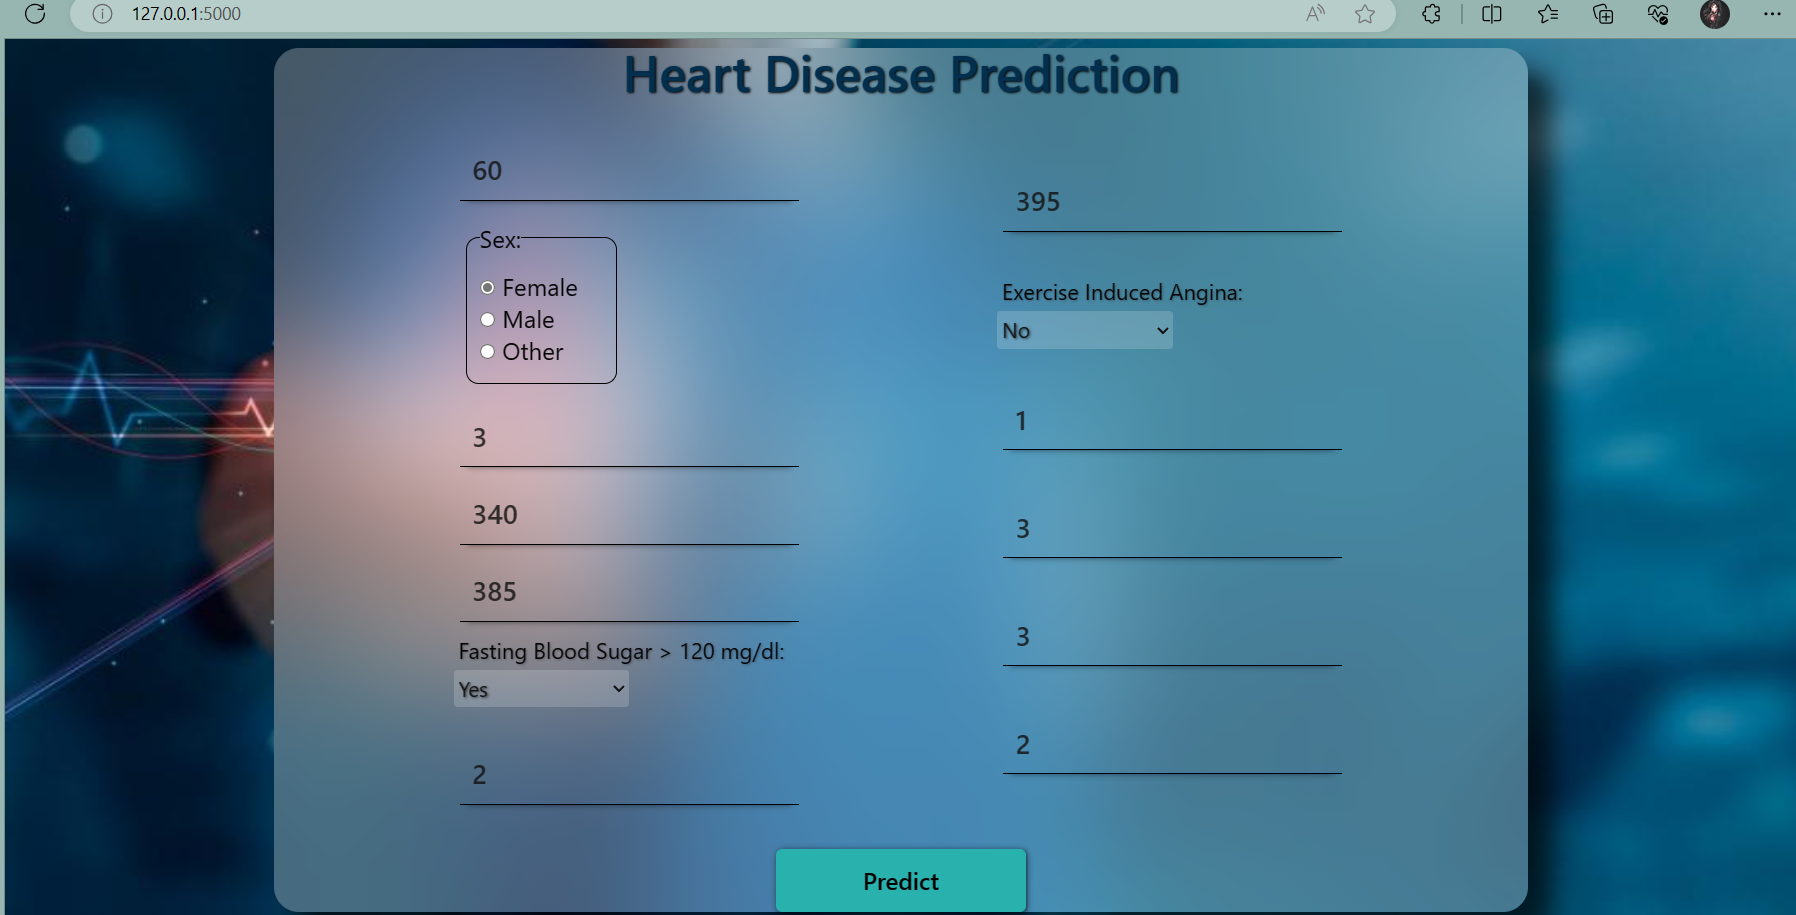 127.0.0.1:5000
Heart Disease Prediction
60
Sex:
Female
Male
Other
3
340
385
Fasting Blood Sugar > 120 mg/dl:
Yes
2
395
Exercise Induced Angina:
No
1
3
3
2
Predict